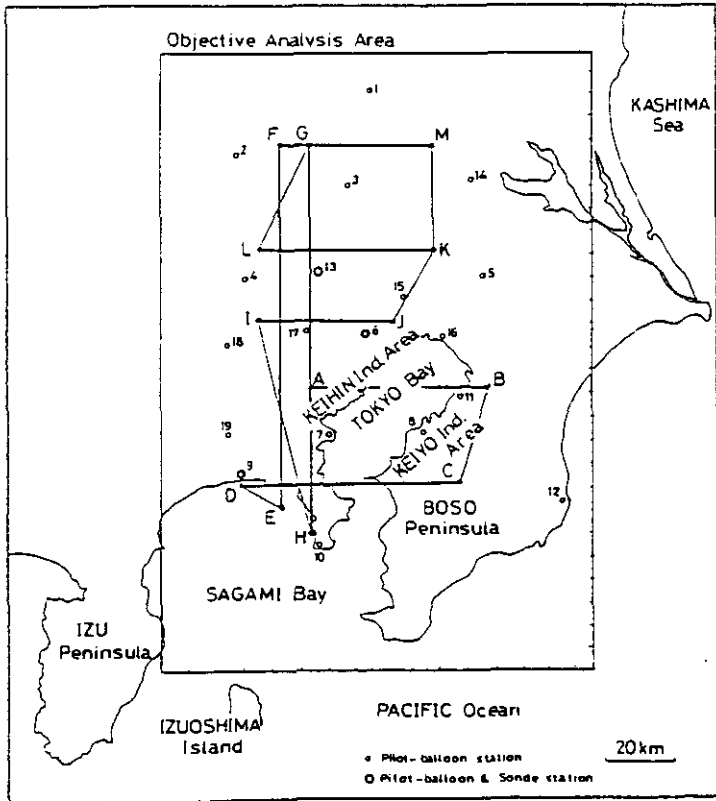 Objective Analysis Area
1
KASHIMA
Sea
F G M
2
3
14
L K
13
4
5
15
I J
17
6
16
18
A B
KEIHIN Ind. Area
TOKYO Bay
11
7
8
KEIYO Ind.
Area
19
9
C
D
E
12
BOSO
Peninsula
H
10
SAGAMI Bay
IZU
Peninsula
IZUOSHIMA
Island
PACIFIC Ocean
20km
Pilot-balloon station
Pilot-balloon & Sonde station